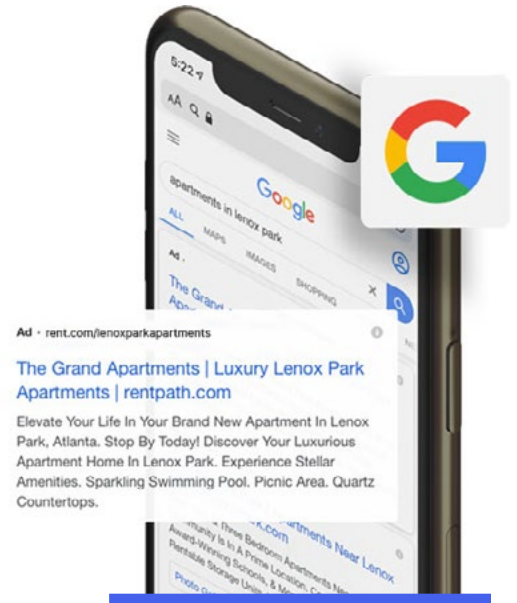 5:22
AA
Google
apartments in lenox park
ALL MAPS IMAGES SHOPPING
Ad ·
The Grand
G
Ad · rent.com/lenoxparkapartments
The Grand Apartments | Luxury Lenox Park
Apartments | rentpath.com
Elevate Your Life In Your Brand New Apartment In Lenox
Park, Atlanta. Stop By Today! Discover Your Luxurious
Apartment Home In Lenox Park. Experience Stellar
Amenities. Sparkling Swimming Pool. Picnic Area. Quartz
Countertops.
Apartments Near Lenox
Three Bedroom Apartments
Is In A Prime Location,
Award-Winning Schools, & 
Rentable Storage
Photo